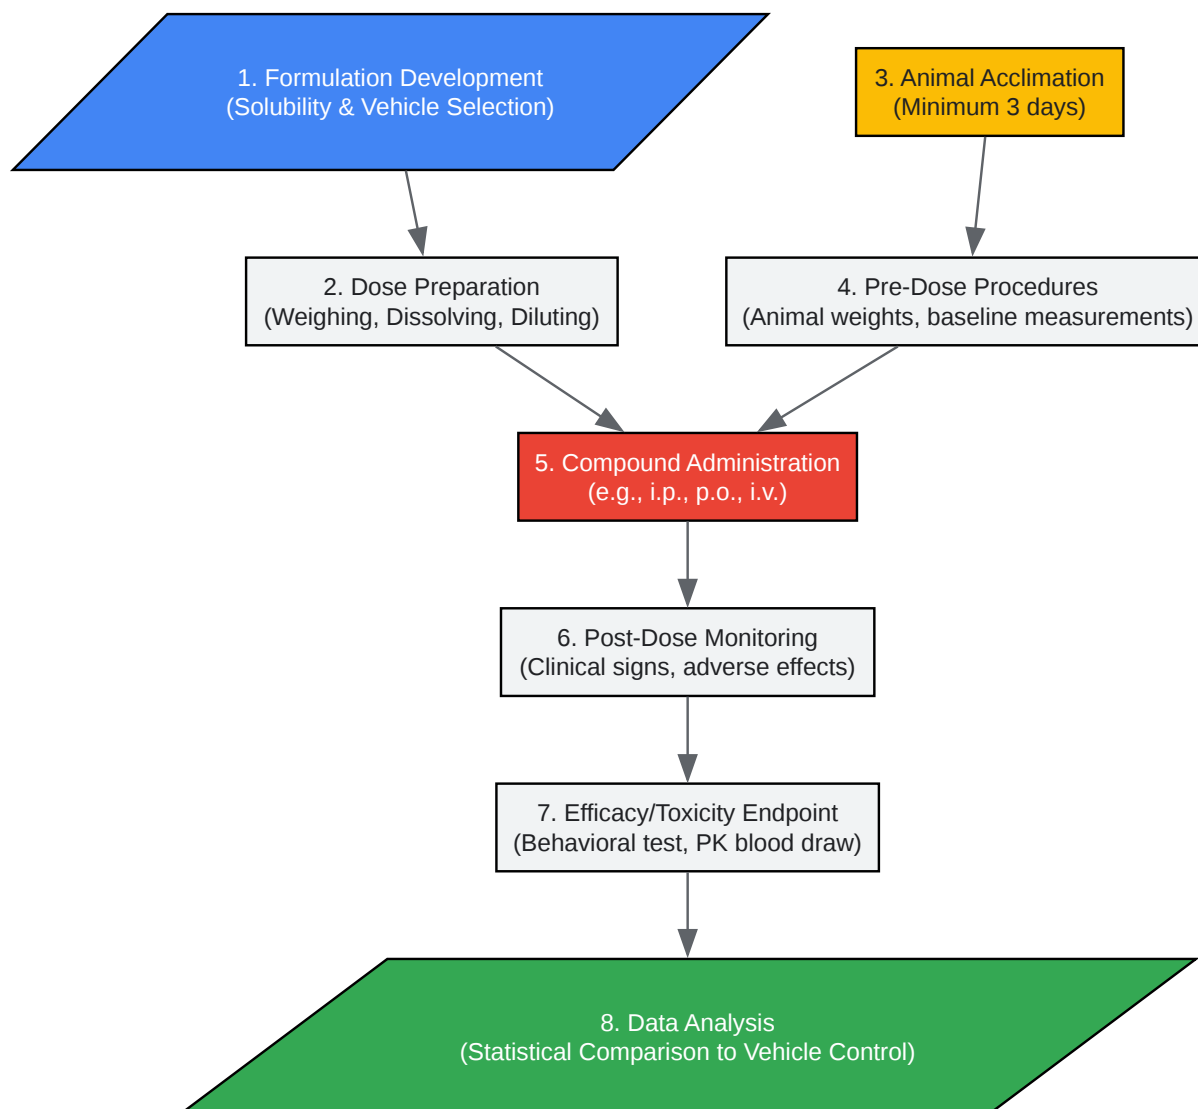 1. Formulation Development
(Solubility & Vehicle Selection)
3. Animal Acclimation
(Minimum 3 days)
2. Dose Preparation
(Weighing, Dissolving, Diluting)
4. Pre-Dose Procedures
(Animal weights, baseline measurements)
5. Compound Administration
(e.g., i.p., p.o., i.v.)
6. Post-Dose Monitoring
(Clinical signs, adverse effects)
7. Efficacy/Toxicity Endpoint
(Behavioral test, PK blood draw)
8. Data Analysis
(Statistical Comparison to Vehicle Control)